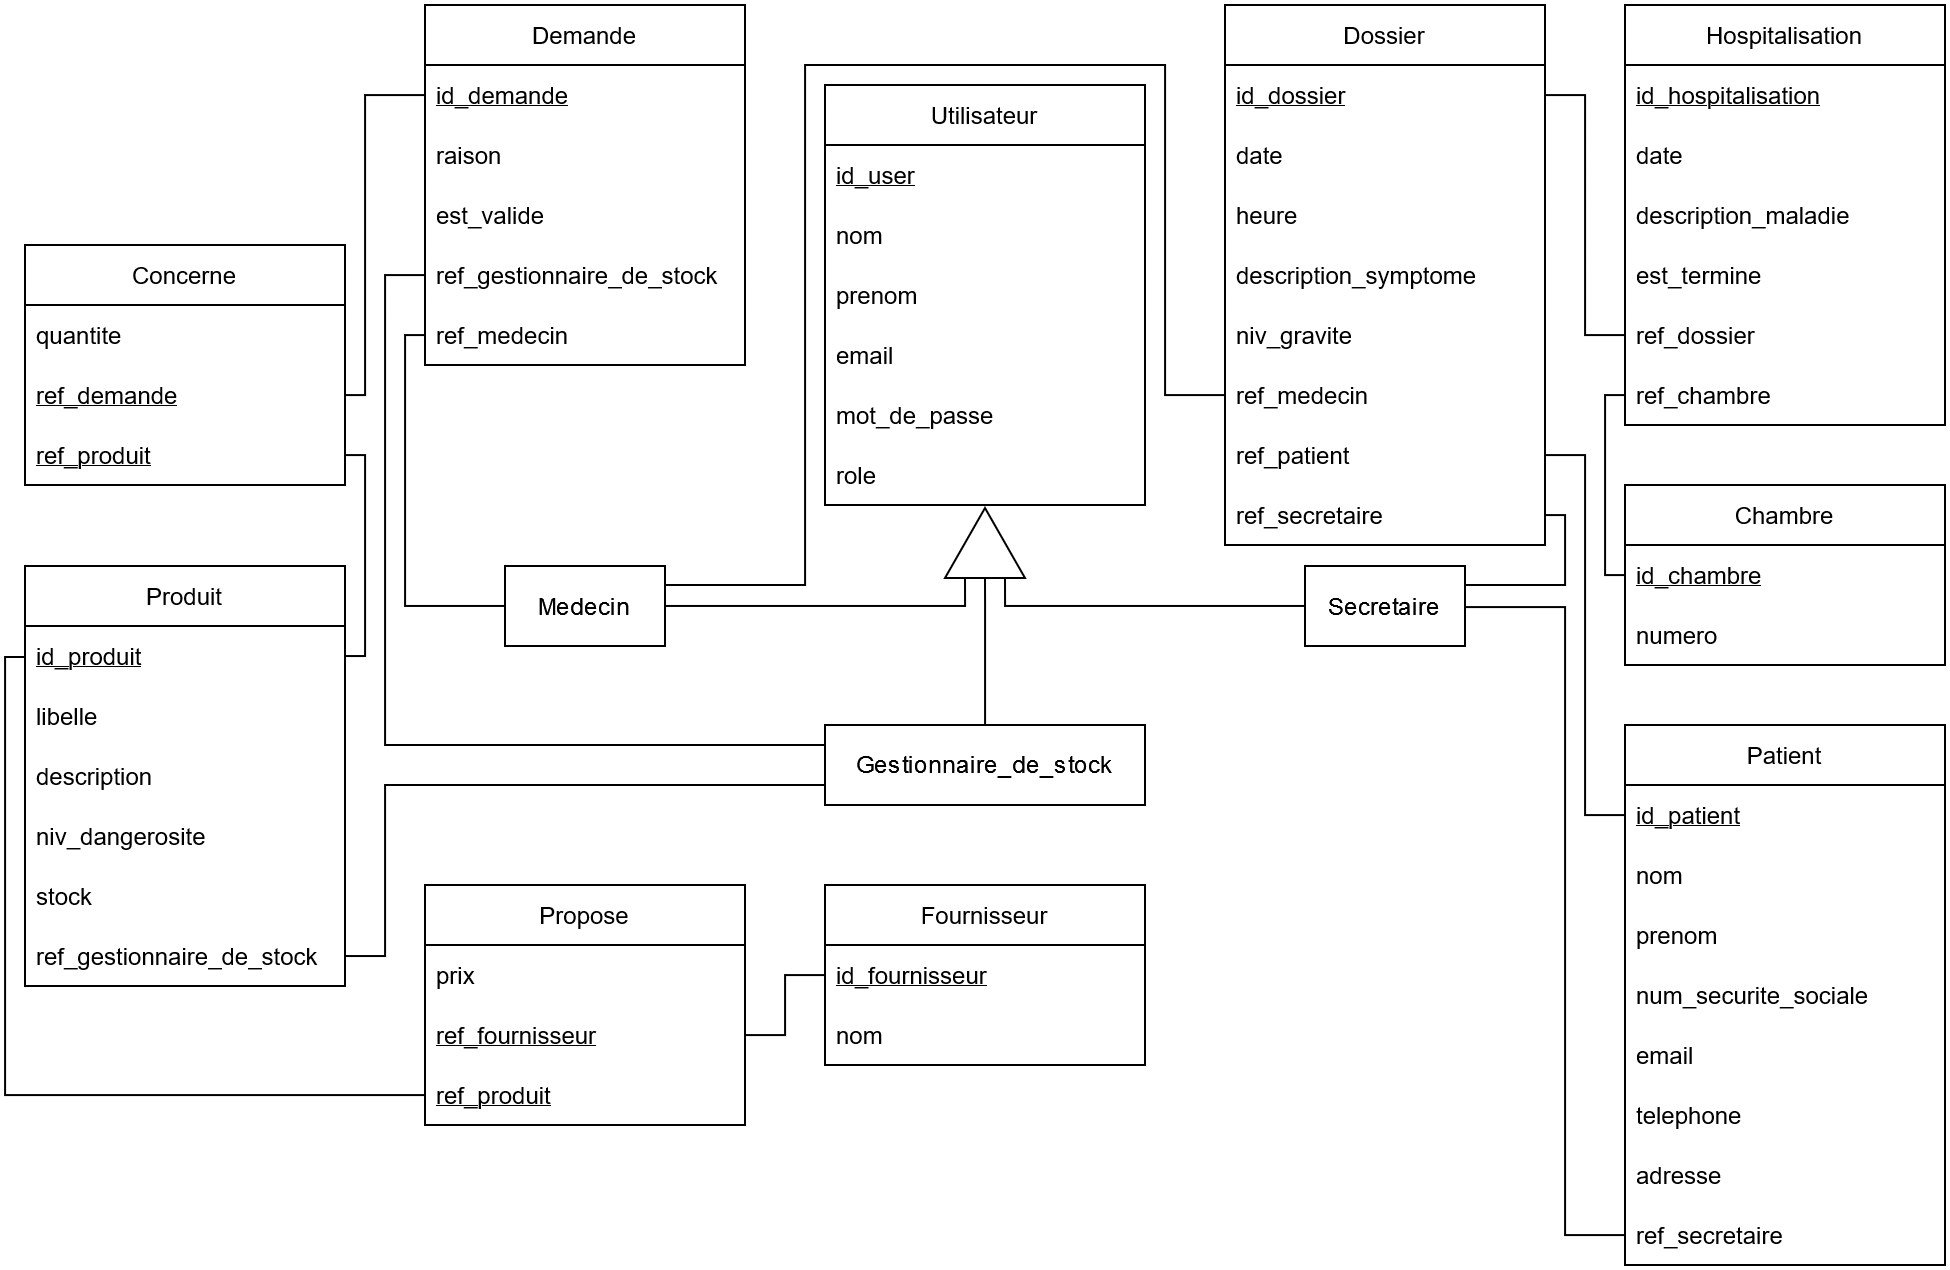 Demande
id_demande
raison
est_valide
ref_gestionnaire_de_stock
ref_medecin
Utilisateur
id_user
nom
prenom
email
mot_de_passe
role
Dossier
id_dossier
date
heure
description_symptome
niv_gravite
ref_medecin
ref_patient
ref_secretaire
Hospitalisation
id_hospitalisation
date
description_maladie
est_termine
ref_dossier
ref_chambre
Concerne
quantite
ref_demande
ref_produit
Chambre
id_chambre
numero
Produit
id_produit
libelle
description
niv_dangerosite
stock
ref_gestionnaire_de_stock
Medecin
Secretaire
Gestionnaire_de_stock
Patient
id_patient
nom
prenom
num_securite_sociale
email
telephone
adresse
ref_secretaire
Propose
prix
ref_fournisseur
ref_produit
Fournisseur
id_fournisseur
nom